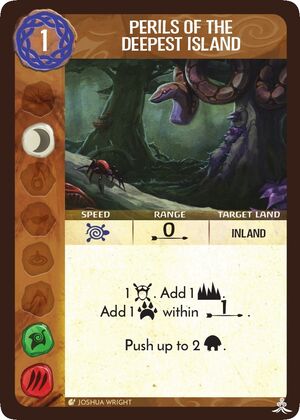 1
PERILS OF THE
DEEPEST ISLAND
SPEED RANGE TARGET LAND
0 INLAND
1 . Add 1 .
Add 1 within 1 .
Push up to 2 .
JOSHUA WRIGHT